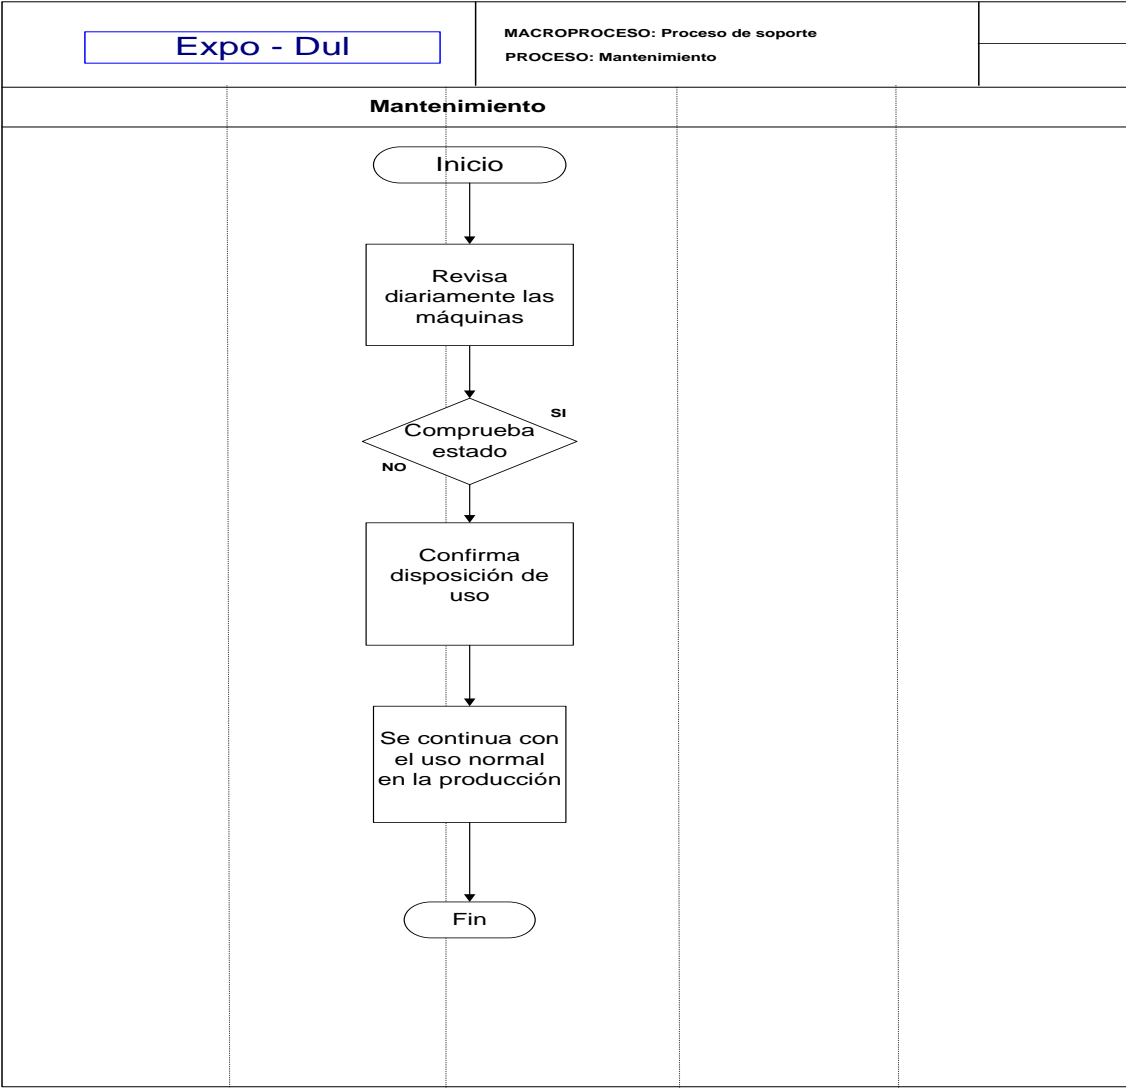 Expo - Dul
MACROPROCESO: Proceso de soporte
PROCESO: Mantenimiento
Mantenimiento
Inicio
Revisa
diariamente las
máquinas
SI
Comprueba
estado
NO
Confirma
disposición de
uso
Se continua con
el uso normal
en la producción
Fin